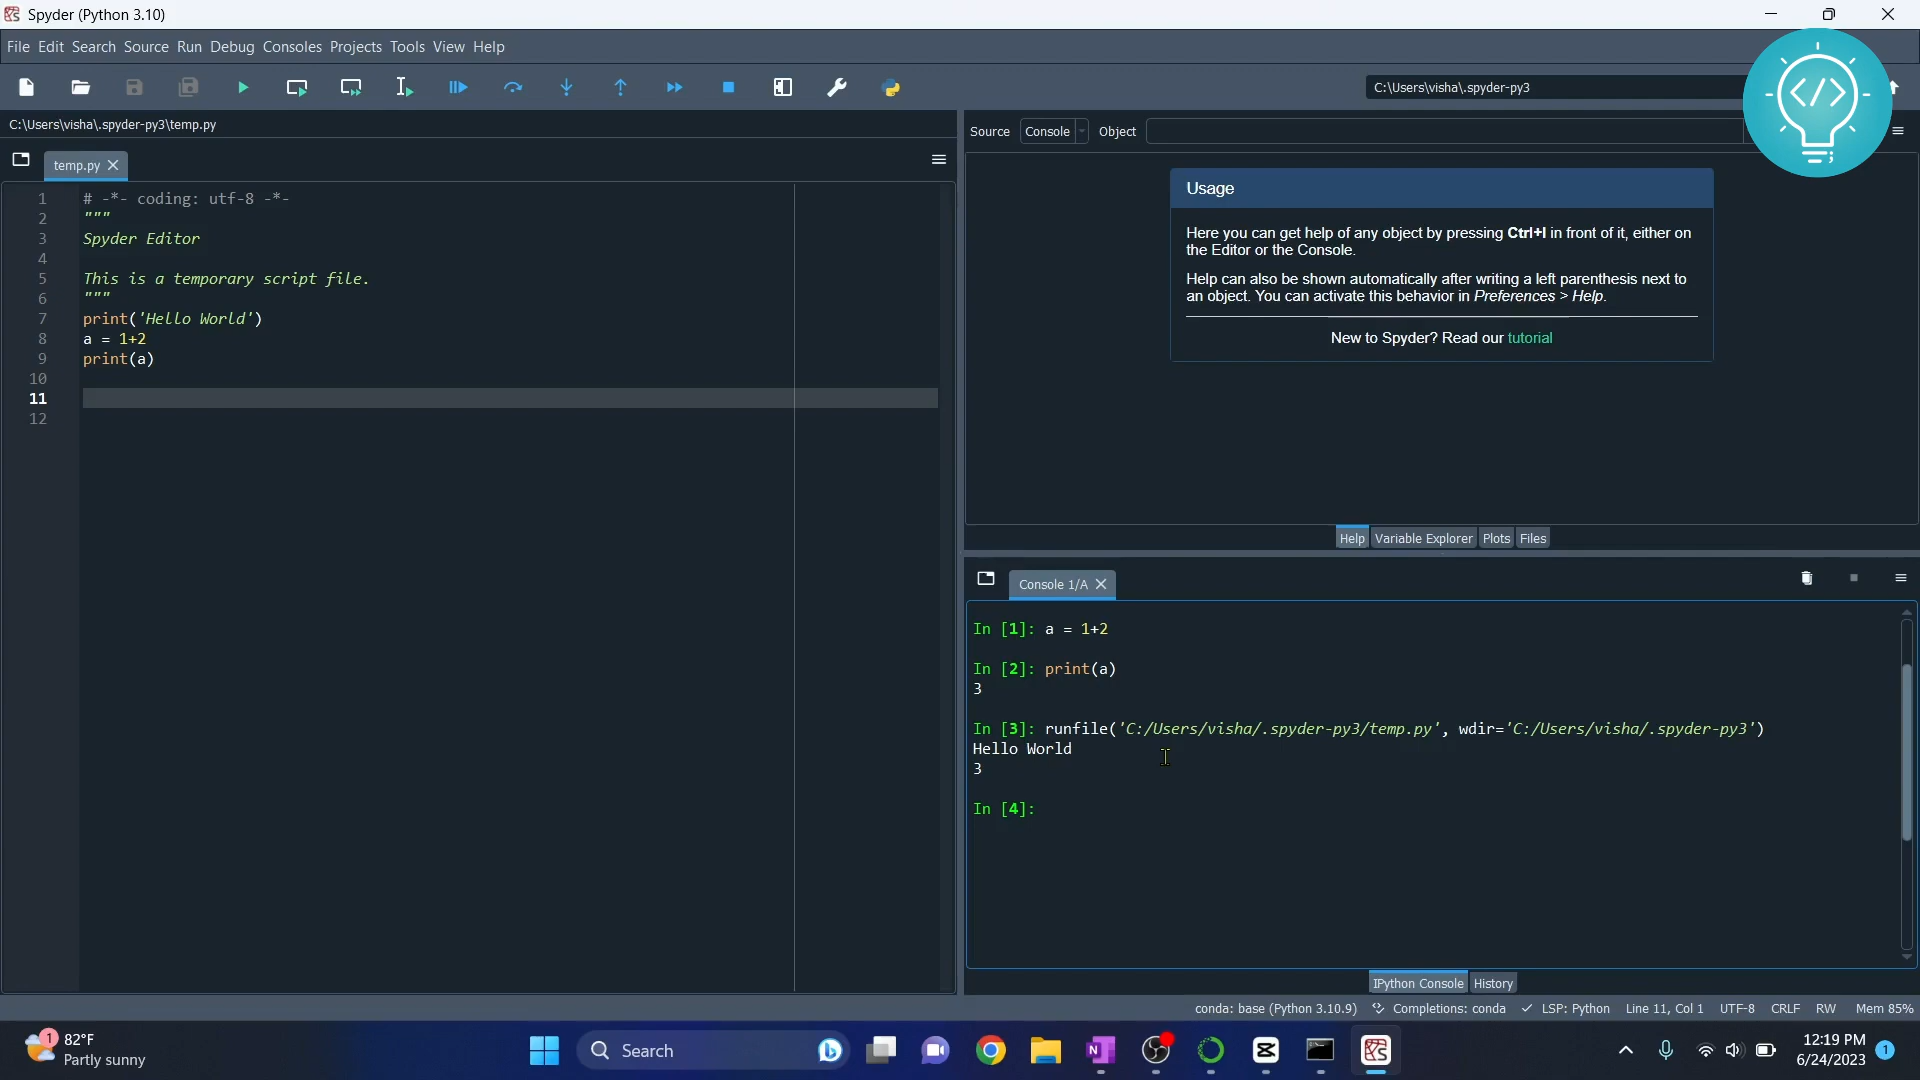 Spyder (Python 3.10)
File Edit Search Source Run Debug Consoles Projects Tools View Help
C:\Users\visha\.spyder-py3
C:\Users\visha\.spyder-py3\temp.py
temp.py
1 # -*- coding: utf-8 -*-
2 """
3 Spyder Editor
4
5 This is a temporary script file.
6 """
7 print('Hello World')
8 a = 1+2
9 print(a)
10
11
12
Source Console Object
</>
Usage
Here you can get help of any object by pressing Ctrl+I in front of it, either on
the Editor or the Console.
Help can also be shown automatically after writing a left parenthesis next to
an object. You can activate this behavior in Preferences > Help.
New to Spyder? Read our tutorial
Help Variable Explorer Plots Files
Console 1/A
In [1]: a = 1+2
In [2]: print(a)
3
In [3]: runfile('C:/Users/visha/.spyder-py3/temp.py', wdir='C:/Users/visha/.spyder-py3')
Hello World
3
In [4]:
IPython Console History
conda: base (Python 3.10.9) Completions: conda LSP: Python Line 11, Col 1 UTF-8 CRLF RW Mem 85%
1 82°F
Partly sunny
Search
N
12:19 PM
6/24/2023
1